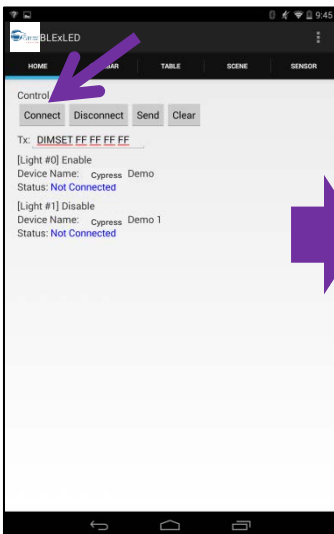 9:45
BLExLED
HOME BAR TABLE SCENE SENSOR
Control
Connect Disconnect Send Clear
Tx: DIMSET FF FF FF FF
[Light #0] Enable
Device Name: Cypress Demo
Status: Not Connected
[Light #1] Disable
Device Name: Cypress Demo 1
Status: Not Connected